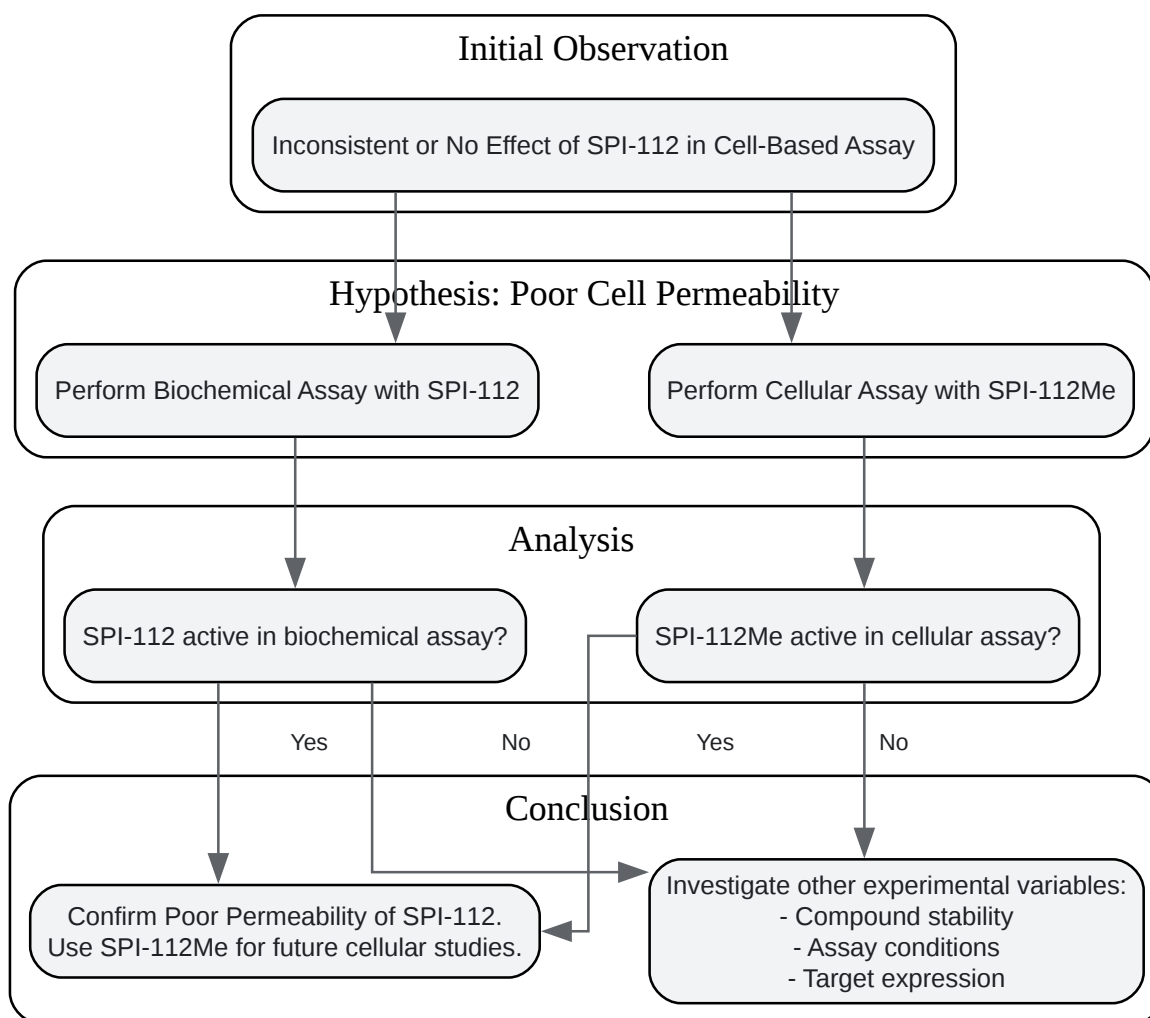 Initial Observation
Inconsistent or No Effect of SPI-112 in Cell-Based Assay
Hypothesis: Poor Cell Permeability
Perform Biochemical Assay with SPI-112
Perform Cellular Assay with SPI-112Me
Analysis
SPI-112 active in biochemical assay?
SPI-112Me active in cellular assay?
Yes
No
Yes
No
Conclusion
Confirm Poor Permeability of SPI-112.
Use SPI-112Me for future cellular studies.
Investigate other experimental variables:
- Compound stability
- Assay conditions
- Target expression